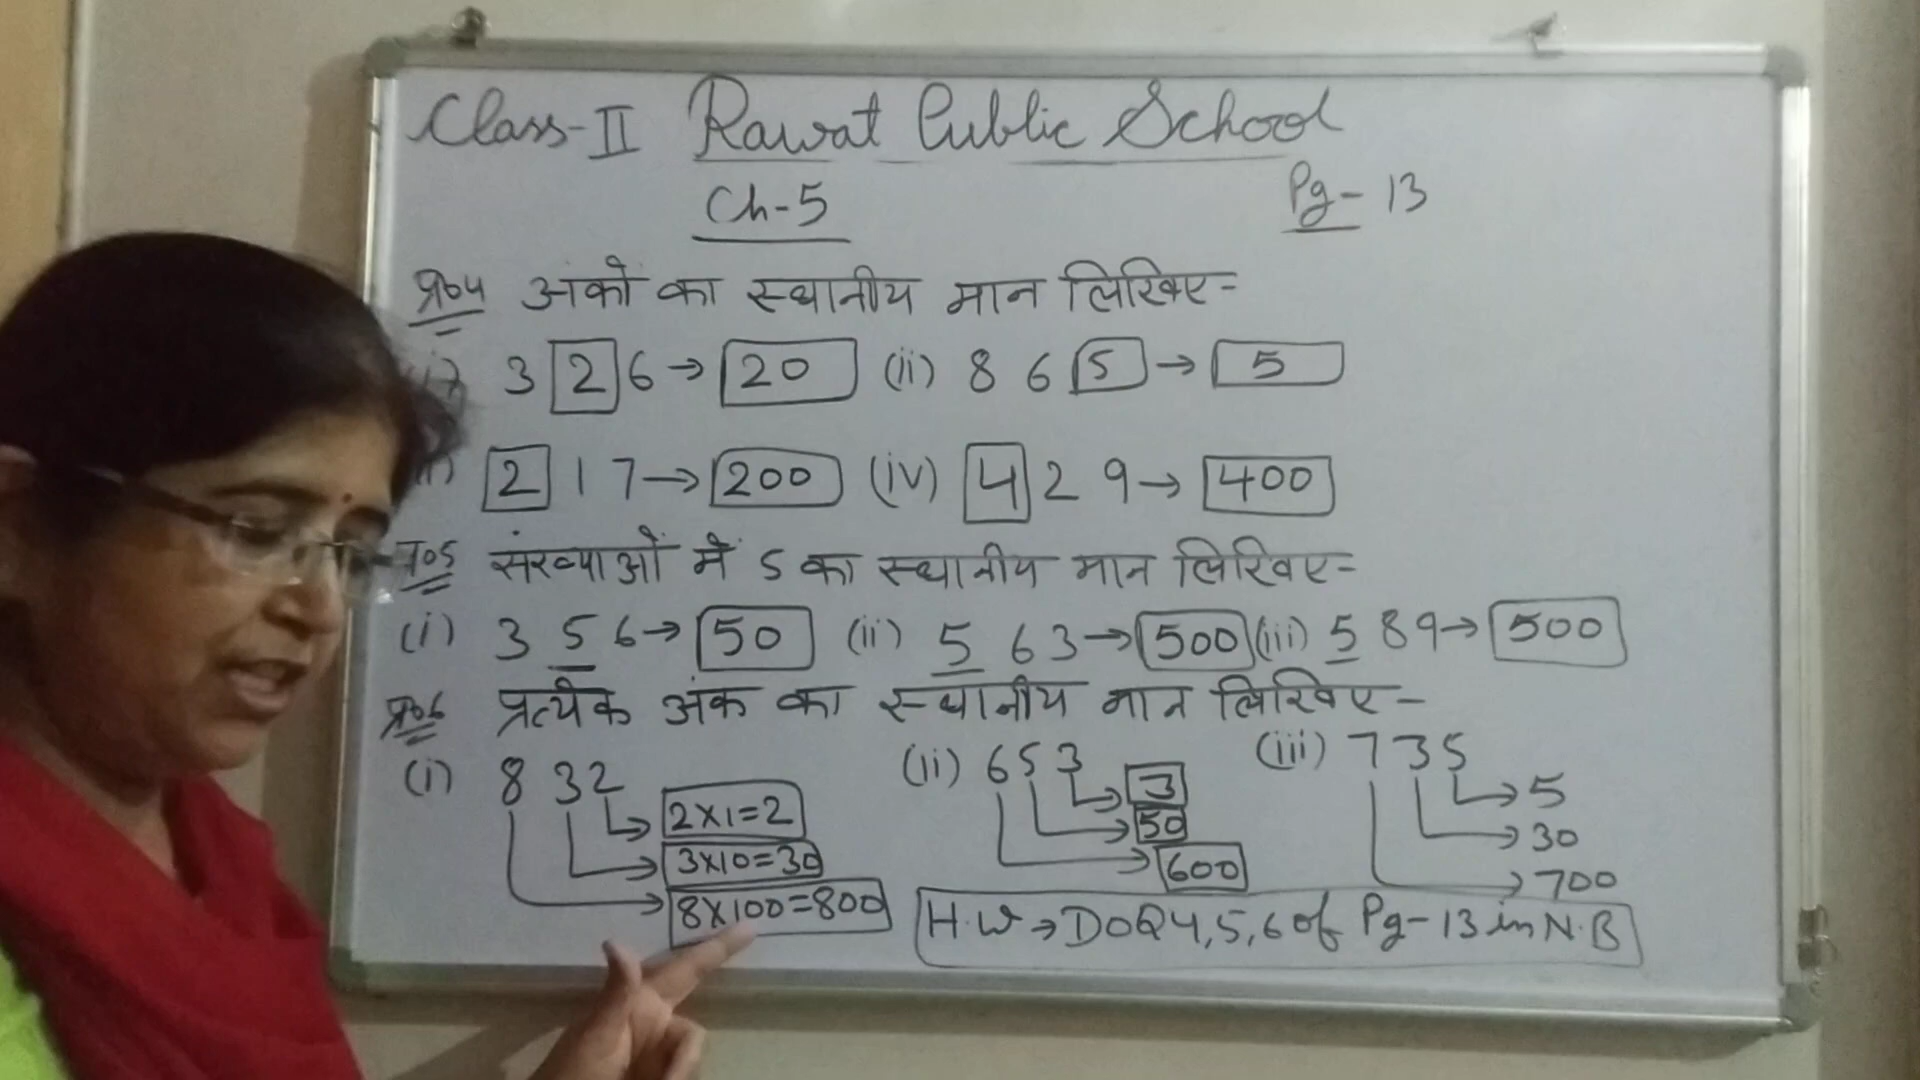 Class-II Rawat Public School
Ch-5 Pg-13
प्र०4 अंको का स्थानीय मान लिखिए-
3 2 6 → 20 (ii) 8 6 5 → 5
2 1 7 → 200 (iv) 4 2 9 → 400
प्र०5 संख्याओं में 5 का स्थानीय मान लिखिए-
(i) 3 5 6 → 50 (ii) 5 6 3 → 500 (iii) 5 8 9 → 500
प्र०6 प्रत्येक अंक का स्थानीय मान लिखिए-
(i) 8 3 2 (ii) 6 5 3 (iii) 7 3 5
2×1=2 3 5
3×10=30 50 30
8×100=800 600 700
H.W → DO Q 4,5,6 of Pg-13 in N.B